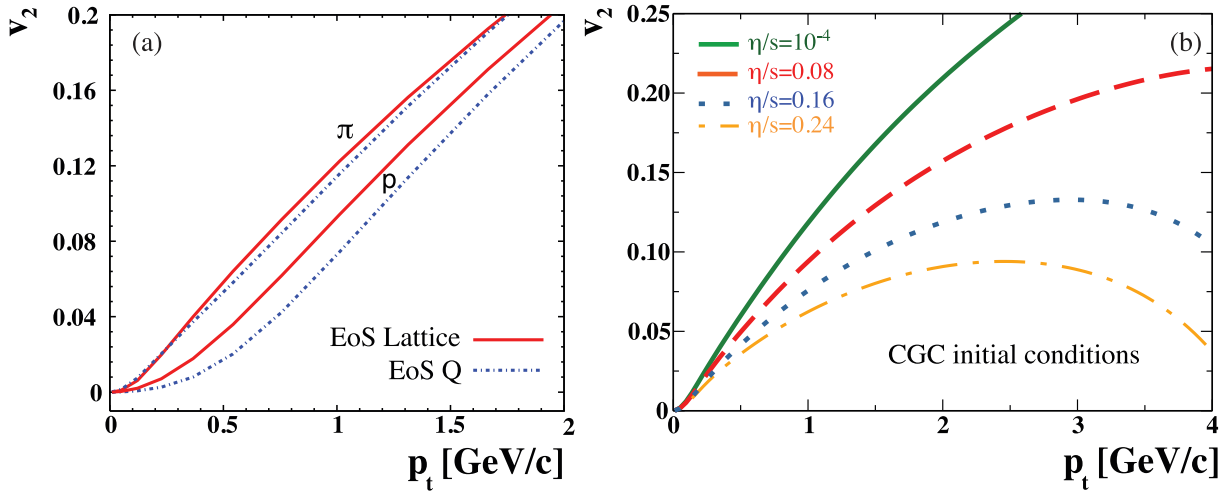 v2
0.2
0.16
0.12
0.08
0.04
0
(a)
π
p
EoS Lattice
EoS Q
0 0.5 1 1.5 2
pt [GeV/c]
v2
0.25
0.20
0.15
0.10
0.05
0
(b)
η/s=10-4
η/s=0.08
η/s=0.16
η/s=0.24
CGC initial conditions
0 1 2 3 4
pt [GeV/c]